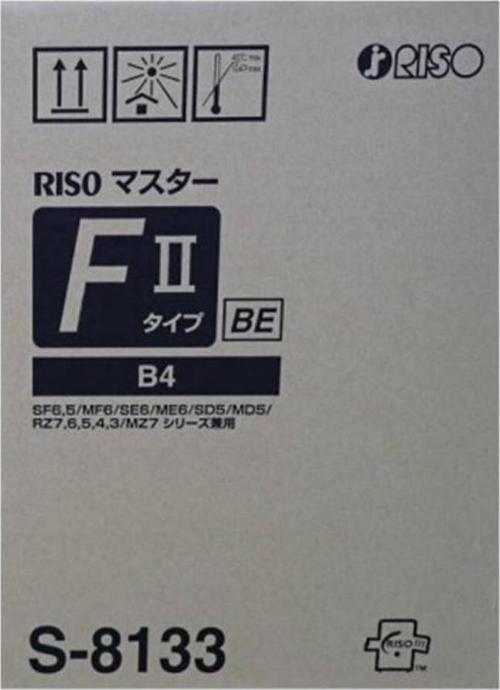 RISO
RISO マスター
F II
タイプ
BE
B4
SF6,5/MF6/SE6/ME6/SD5/MD5/
RZ7,6,5,4,3/MZ7 シリーズ兼用
S-8133
RISO
TM